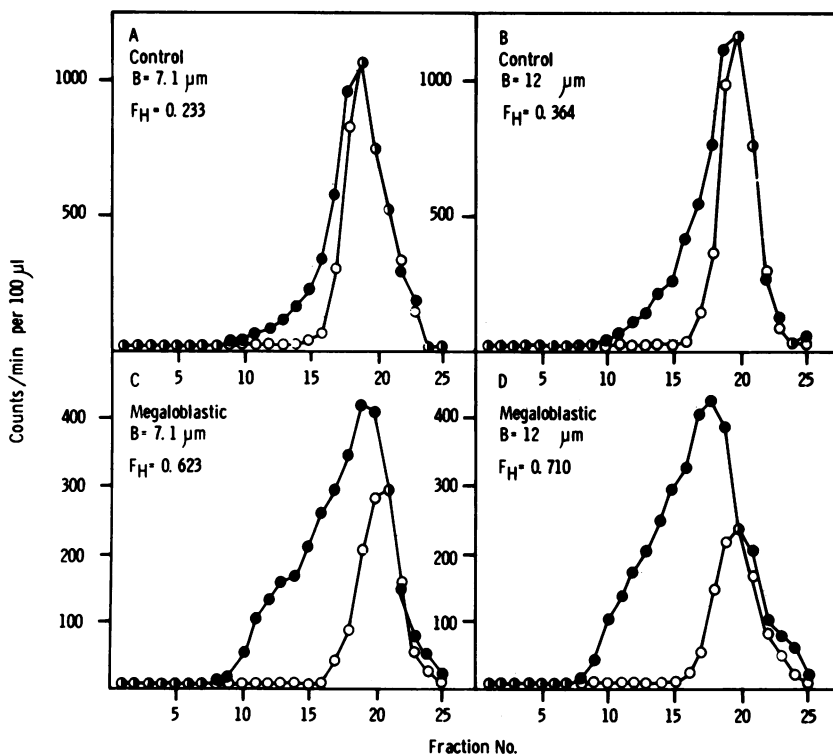 A
Control
B= 7.1 µm
FH= 0.233
B
Control
B= 12 µm
FH= 0.364
1000
500
1000
500
5 10 15 20 25
5 10 15 20 25
C
Megaloblastic
B= 7.1 µm
FH= 0.623
D
Megaloblastic
B= 12 µm
FH= 0.710
400
300
200
100
400
300
200
100
5 10 15 20 25
5 10 15 20 25
Counts /min per 100 µl
Fraction No.